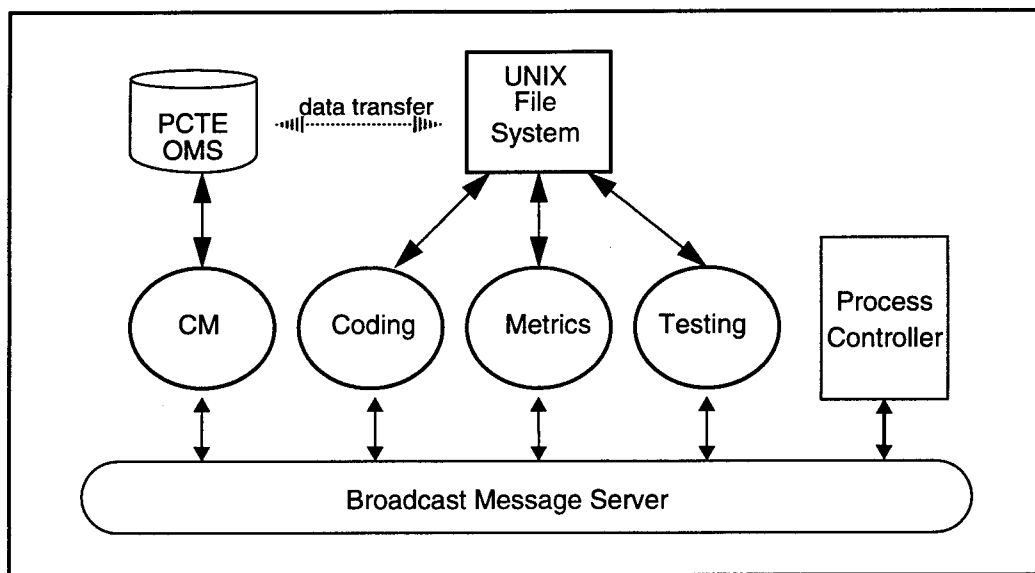 PCTE
OMS
data transfer
UNIX
File
System
CM
Coding
Metrics
Testing
Process
Controller
Broadcast Message Server